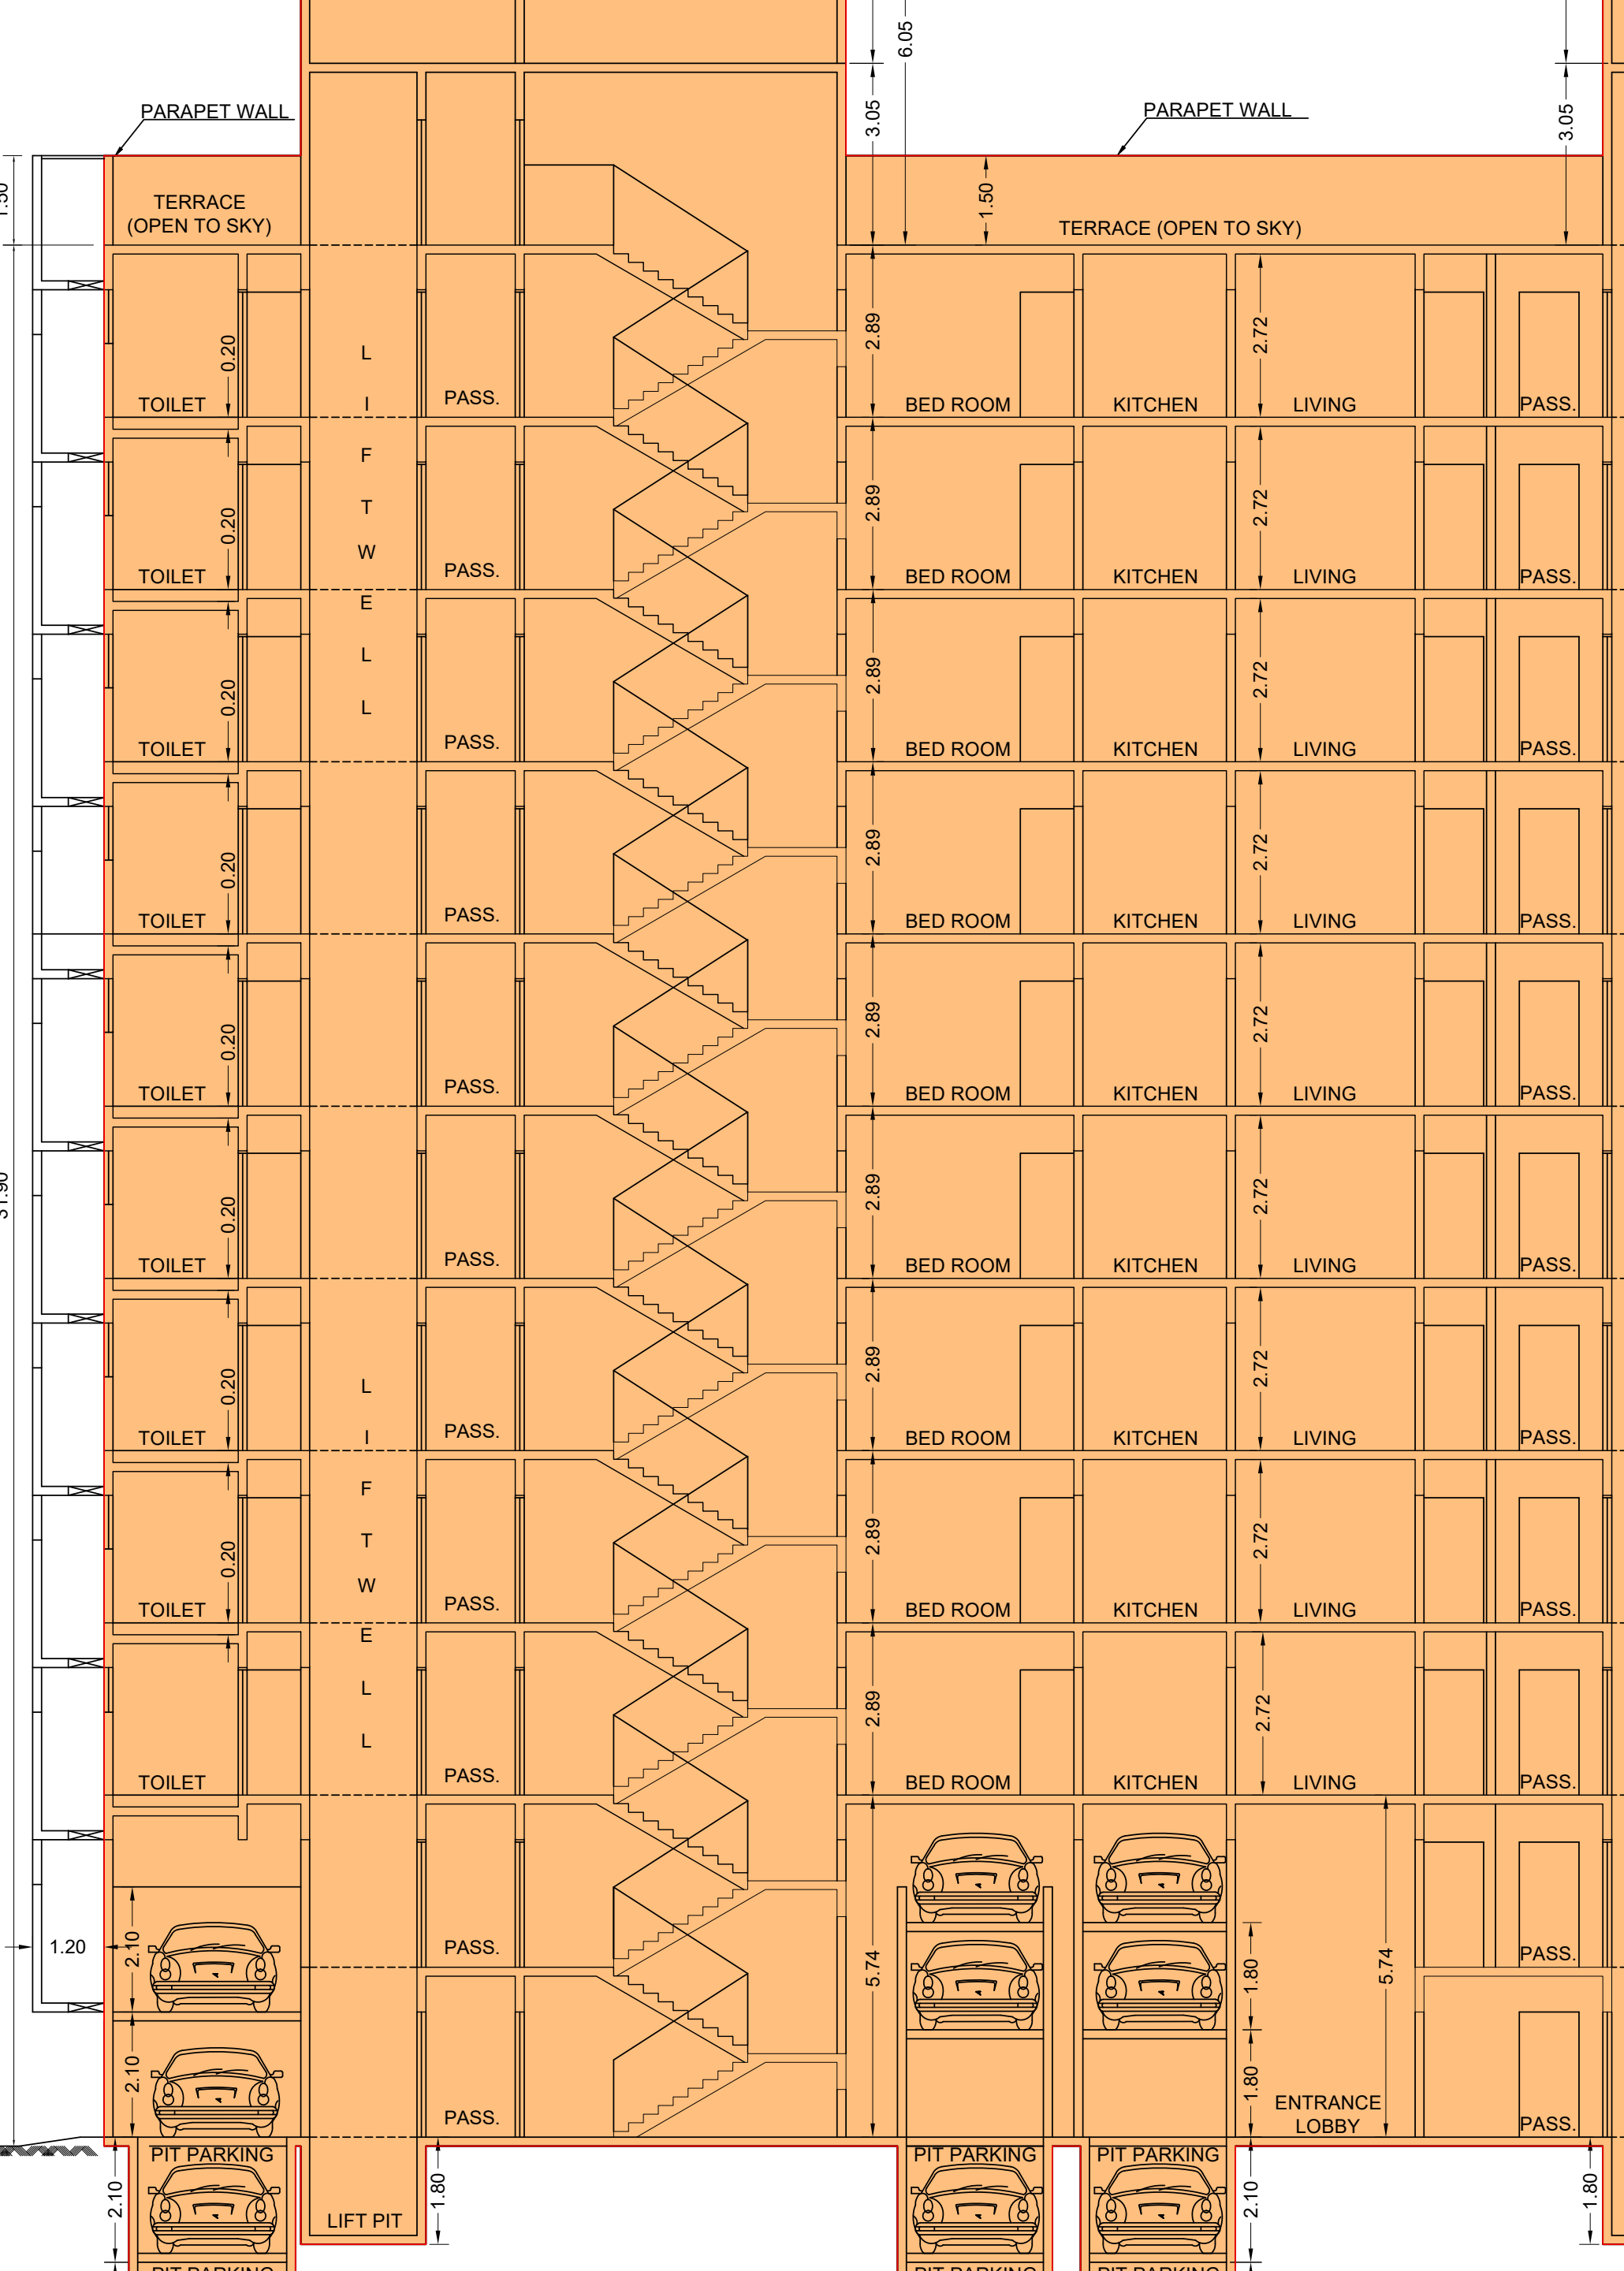 6.05
3.05
3.05
PARAPET WALL
PARAPET WALL
1.50
TERRACE
(OPEN TO SKY)
TERRACE (OPEN TO SKY)
L
I
F
T
W
E
L
L
0.20
TOILET
PASS.
2.89
BED ROOM
KITCHEN
2.72
LIVING
PASS.
0.20
TOILET
PASS.
2.89
BED ROOM
KITCHEN
2.72
LIVING
PASS.
0.20
TOILET
PASS.
2.89
BED ROOM
KITCHEN
2.72
LIVING
PASS.
0.20
TOILET
PASS.
2.89
BED ROOM
KITCHEN
2.72
LIVING
PASS.
0.20
TOILET
PASS.
2.89
BED ROOM
KITCHEN
2.72
LIVING
PASS.
0.20
TOILET
PASS.
2.89
BED ROOM
KITCHEN
2.72
LIVING
PASS.
L
I
F
T
W
E
L
L
0.20
TOILET
PASS.
2.89
BED ROOM
KITCHEN
2.72
LIVING
PASS.
0.20
TOILET
PASS.
2.89
BED ROOM
KITCHEN
2.72
LIVING
PASS.
TOILET
PASS.
2.89
BED ROOM
KITCHEN
2.72
LIVING
PASS.
1.20
2.10
PASS.
5.74
1.80
5.74
PASS.
2.10
PASS.
1.80
ENTRANCE
LOBBY
PASS.
PIT PARKING
PIT PARKING
PIT PARKING
2.10
1.80
2.10
1.80
LIFT PIT
PIT PARKING
PIT PARKING
PIT PARKING